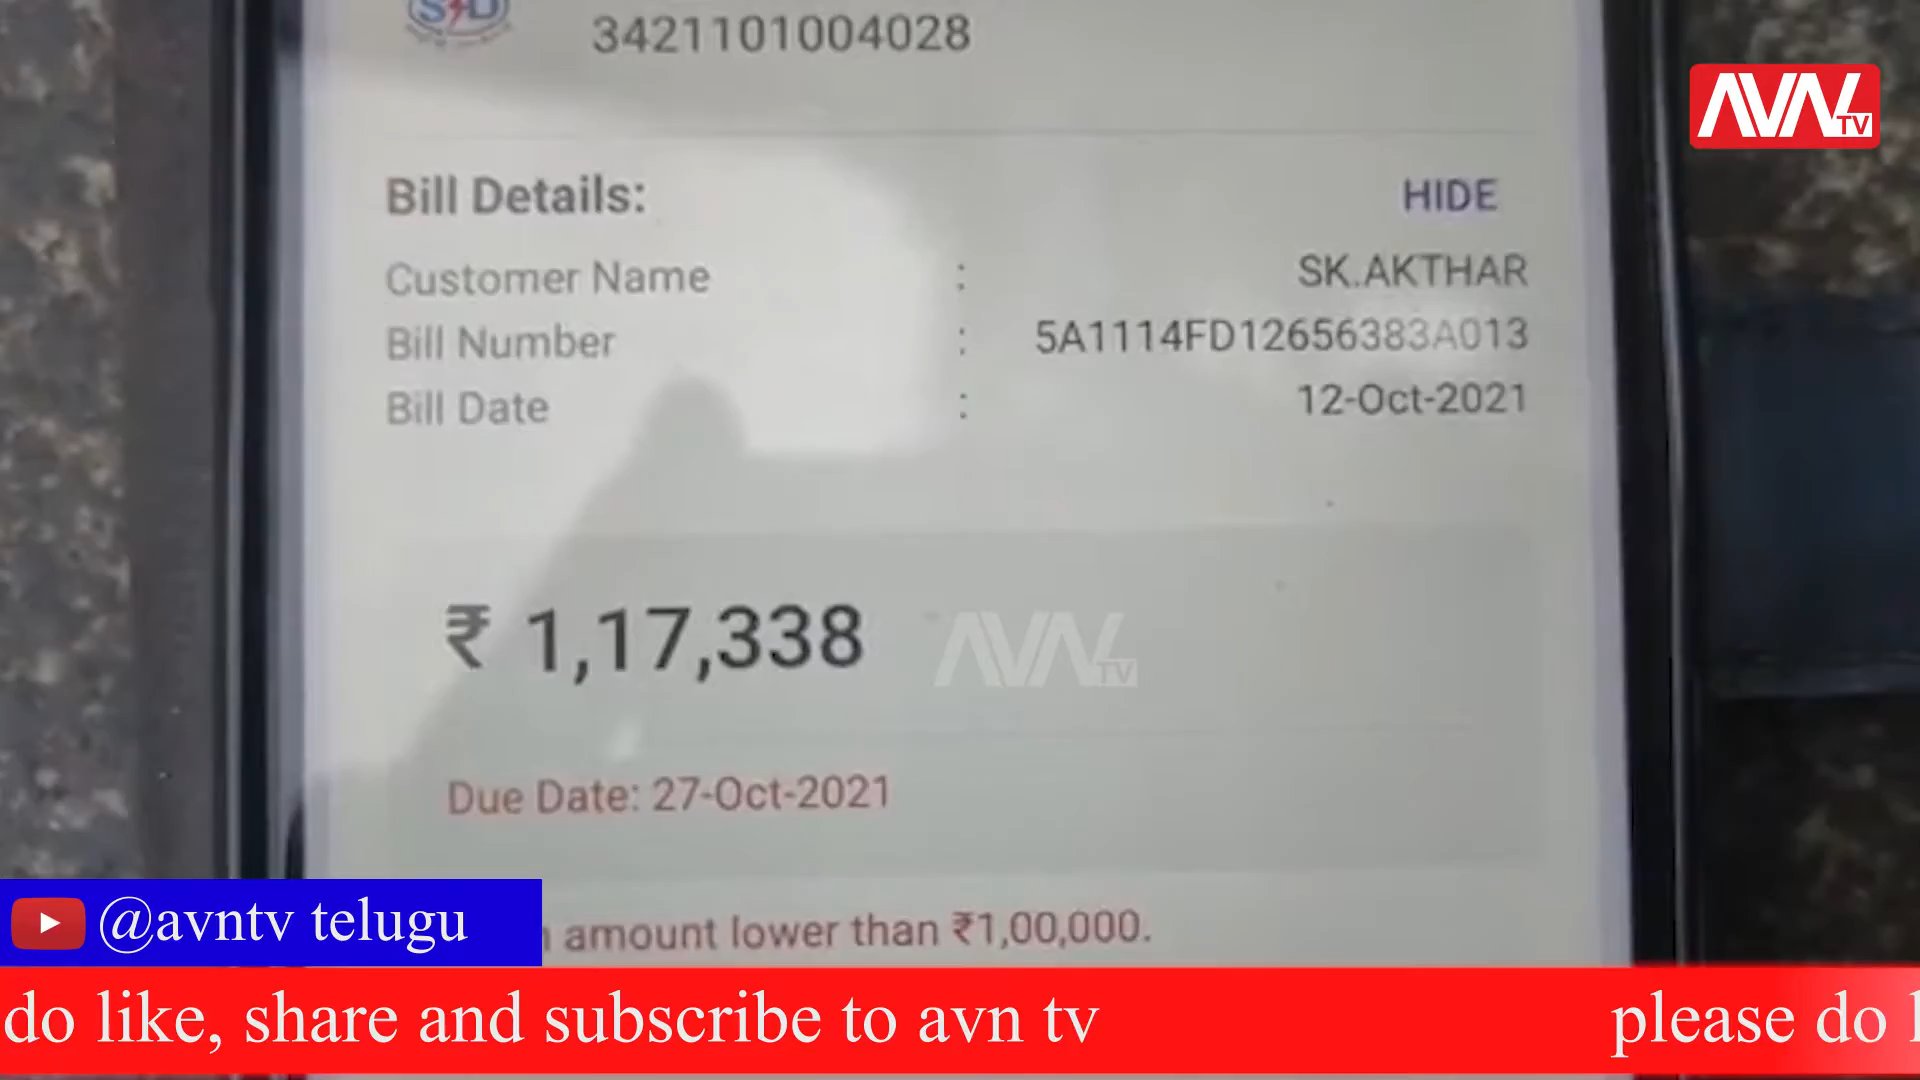 3421101004028
AVN TV
Bill Details:
HIDE
Customer Name : SK.AKTHAR
Bill Number : 5A1114FD12656383A013
Bill Date : 12-Oct-2021
₹ 1,17,338
AVN TV
Due Date: 27-Oct-2021
amount lower than ₹1,00,000.
@avntv telugu
do like, share and subscribe to avn tv please do